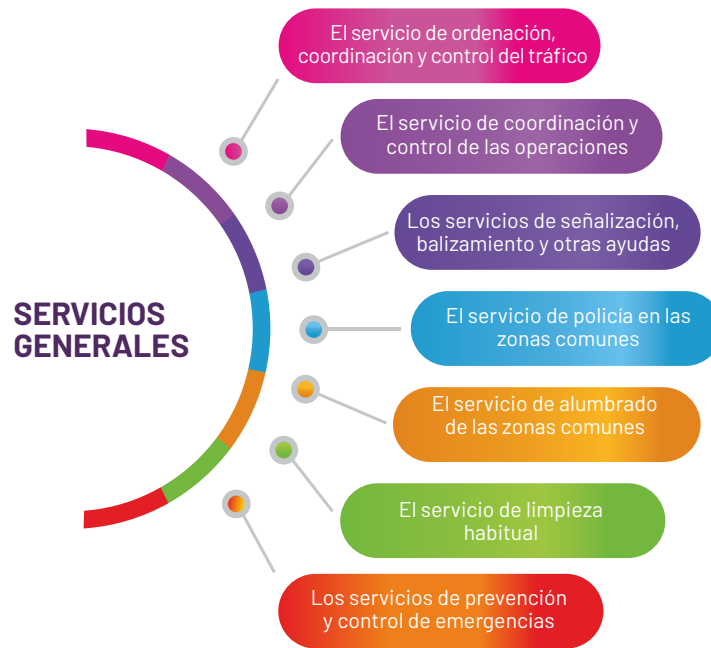 El servicio de ordenación,
coordinación y control del tráfico
El servicio de coordinación y
control de las operaciones
Los servicios de señalización,
balizamiento y otras ayudas
SERVICIOS
GENERALES
El servicio de policía en las
zonas comunes
El servicio de alumbrado
de las zonas comunes
El servicio de limpieza
habitual
Los servicios de prevención
y control de emergencias